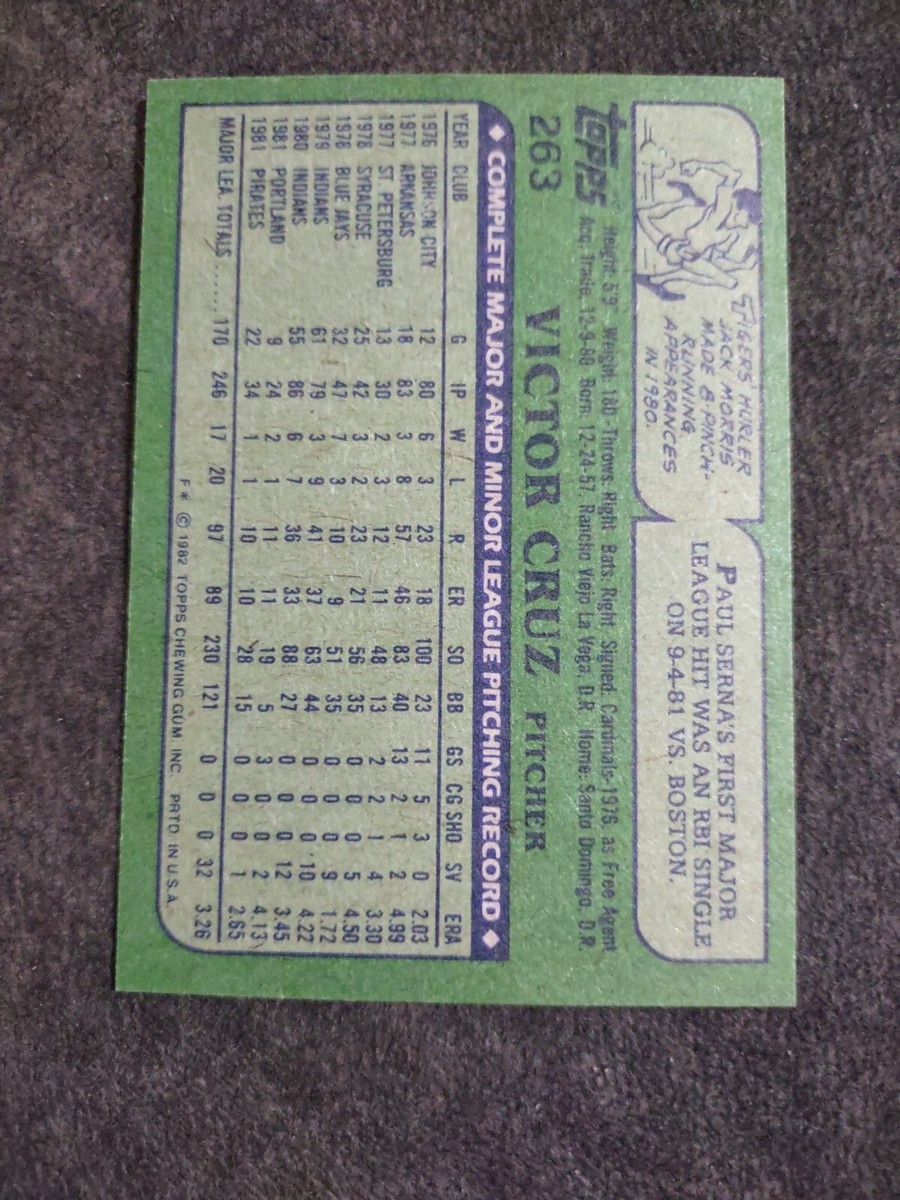 TIGERS' HURLER
JACK MORRIS
MADE 8 PINCH-
RUNNING
APPEARANCES
IN 1980.
PAUL SERNA'S FIRST MAJOR
LEAGUE HIT WAS AN RBI SINGLE
ON 9-4-81 VS. BOSTON.
topps Height: 5'9" Weight: 180 Throws: Right Bats: Right Signed: Cardinals-1976 as Free Agent
Acq: Trade, 12-9-80 Born: 12-24-57, Rancho Viejo La Vega, D.R. Home: Santo Domingo, D.R.
263 VICTOR CRUZ PITCHER
◆ COMPLETE MAJOR AND MINOR LEAGUE PITCHING RECORD ◆
YEAR CLUB G IP W L R ER SO BB GS CG SHO SV ERA
1976 JOHNSON CITY 12 80 6 3 23 18 100 23 11 5 3 0 2.03
1977 ARKANSAS 18 83 3 8 57 46 83 40 13 2 1 2 4.99
1977 ST. PETERSBURG 13 30 2 3 12 11 48 13 2 2 1 4 3.30
1978 SYRACUSE 25 42 3 2 23 21 56 35 0 0 0 5 4.50
1978 BLUE JAYS 32 47 7 3 10 9 51 35 0 0 0 9 1.72
1979 INDIANS 61 79 3 9 41 37 63 44 0 0 0 10 4.22
1980 INDIANS 55 86 6 7 36 33 88 27 0 0 0 12 3.45
1981 PORTLAND 9 24 2 1 11 11 19 5 3 0 0 2 4.13
1981 PIRATES 22 34 1 1 10 10 28 15 0 0 0 1 2.65
MAJOR LEA. TOTALS ...... 170 246 17 20 97 89 230 121 0 0 0 32 3.26
F* © 1982 TOPPS CHEWING GUM, INC. PRTD. IN U.S.A.